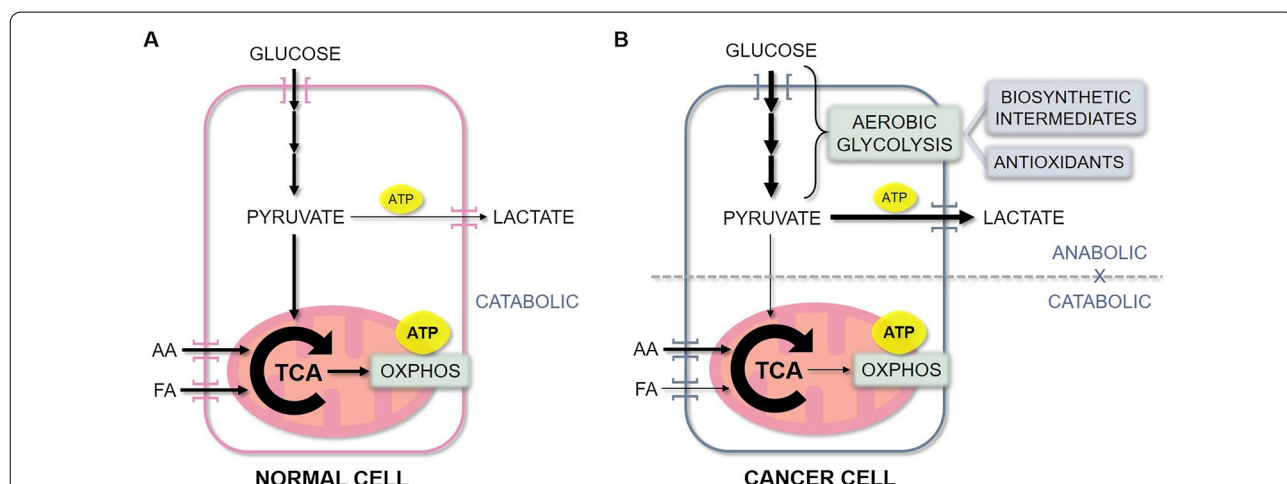 A
GLUCOSE
PYRUVATE
ATP
LACTATE
CATABOLIC
AA
FA
TCA
ATP
OXPHOS
NORMAL CELL
B
GLUCOSE
AEROBIC
GLYCOLYSIS
BIOSYNTHETIC
INTERMEDIATES
ANTIOXIDANTS
PYRUVATE
ATP
LACTATE
ANABOLIC
X
CATABOLIC
AA
FA
TCA
ATP
OXPHOS
CANCER CELL